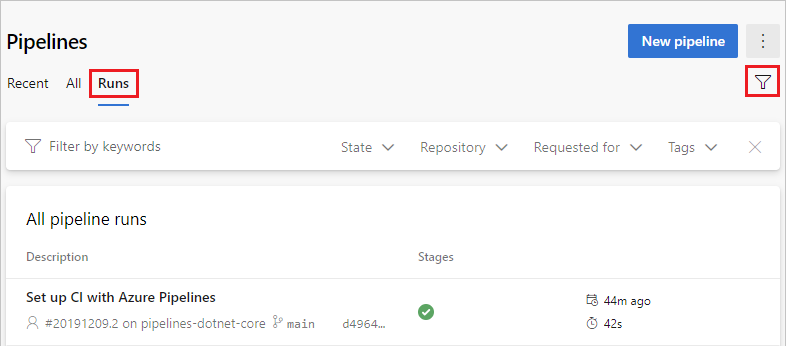 Pipelines
New pipeline
Recent All Runs
Filter by keywords State Repository Requested for Tags
All pipeline runs
Description Stages
Set up CI with Azure Pipelines 44m ago
#20191209.2 on pipelines-dotnet-core main d4964… 42s